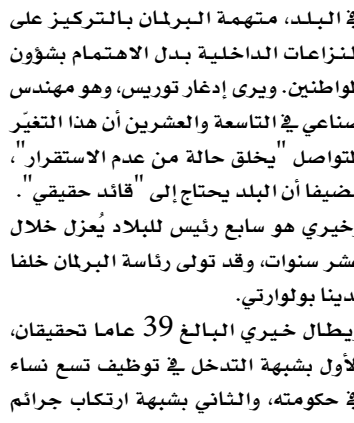 في البلد، متهمة البرلمان بالتركيز على
لنزاعات الداخلية بدل الاهتمام بشؤون
لمواطنين. ويرى إدغار توريس، وهو مهندس
صناعي في التاسعة والعشرين أن هذا التغيّر
لمتواصل "يخلق حالة من عدم الاستقرار"،
مضيفا أن البلد يحتاج إلى "قائد حقيقي".
وخيري هو سابع رئيس للبلاد يُعزل خلال
عشر سنوات، وقد تولى رئاسة البرلمان خلفا
لدينا بولوارتي.
ويطال خيري البالغ 39 عاما تحقيقان،
لأول بشبهة التدخل في توظيف تسع نساء
في حكومته، والثاني بشبهة ارتكاب جرائم